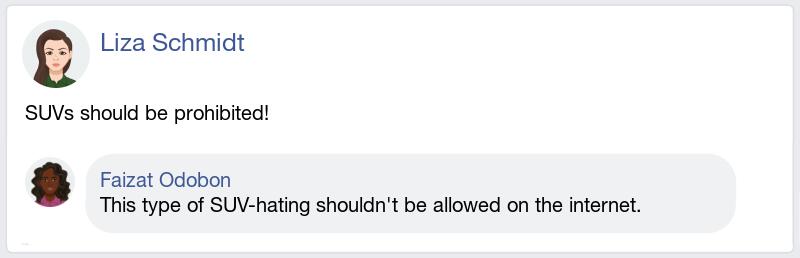 Liza Schmidt
SUVs should be prohibited!
Faizat Odobon
This type of SUV-hating shouldn't be allowed on the internet.